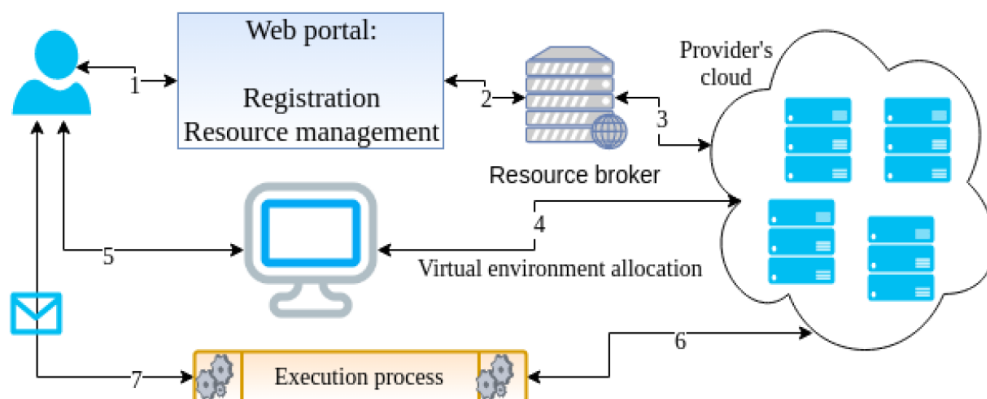 Web portal:
Registration
Resource management
Provider's
cloud
1
2
3
Resource broker
4
Virtual environment allocation
5
6
7
Execution process